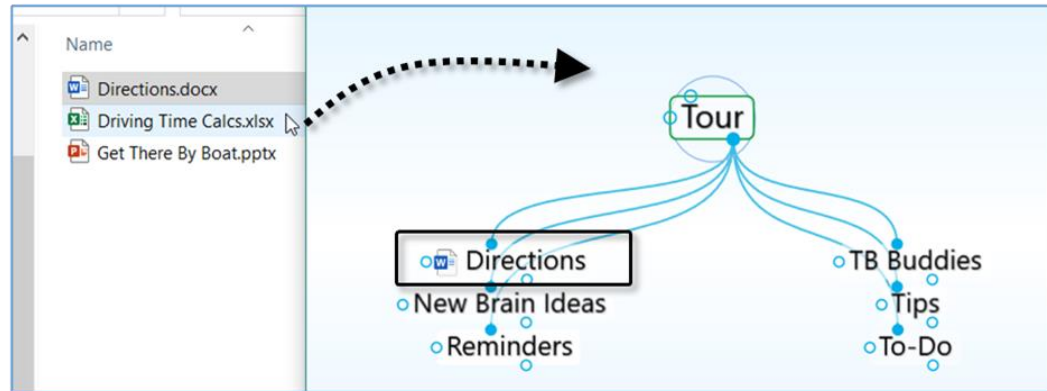 Name
Directions.docx
Driving Time Calcs.xlsx
Get There By Boat.pptx
Tour
Directions
New Brain Ideas
Reminders
TB Buddies
Tips
To-Do